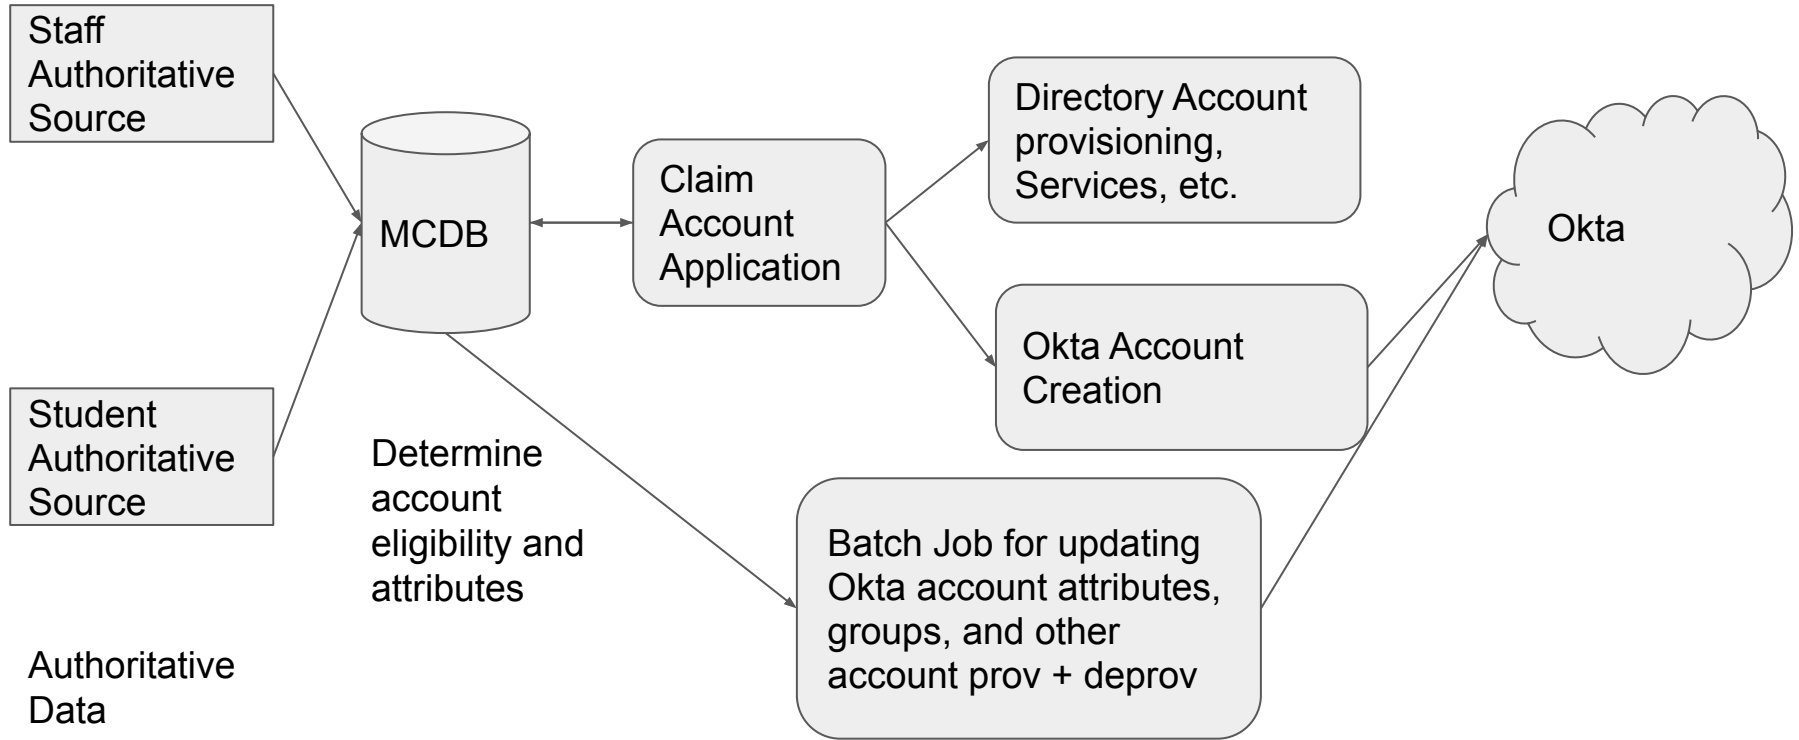 Staff
Authoritative
Source
MCDB
Claim
Account
Application
Directory Account
provisioning,
Services, etc.
Okta
Okta Account
Creation
Student
Authoritative
Source
Determine
account
eligibility and
attributes
Batch Job for updating
Okta account attributes,
groups, and other
account prov + deprov
Authoritative
Data